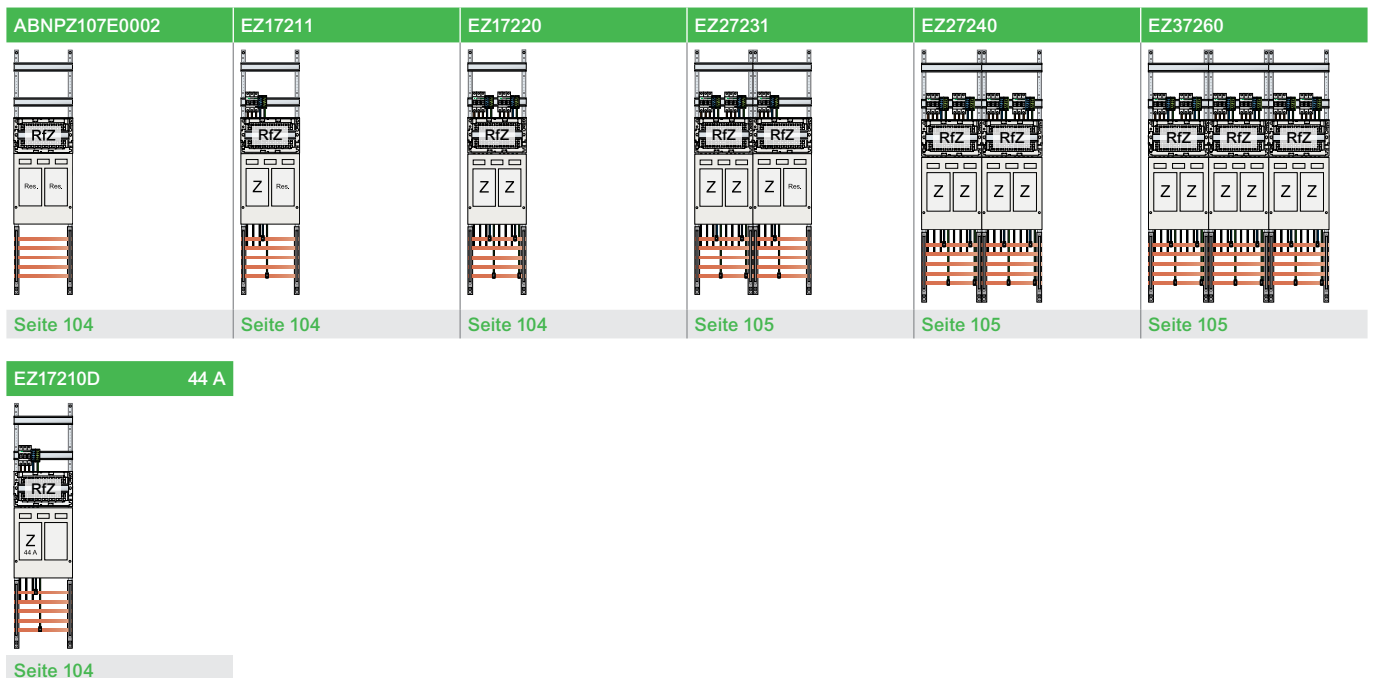 ABNPZ107E0002 EZ17211 EZ17220 EZ27231 EZ27240 EZ37260
RfZ RfZ RfZ RfZ RfZ RfZ RfZ RfZ RfZ RfZ
Res. Res. Z Res. Z Z Z Z Z Res. Z Z Z Z Z Z Z Z Z Z
Seite 104 Seite 104 Seite 104 Seite 105 Seite 105 Seite 105
EZ17210D 44 A
RfZ
Z
44 A
Seite 104